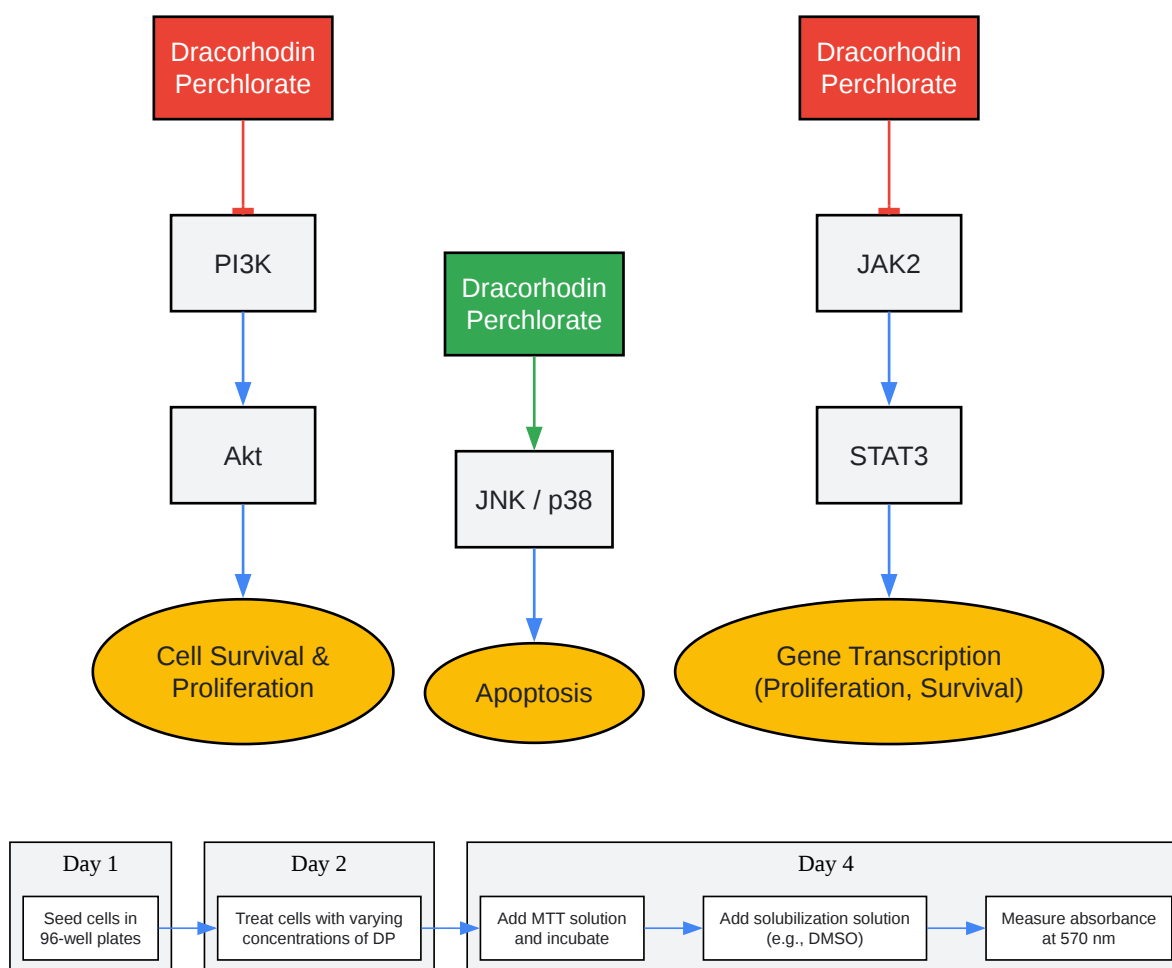 Dracorhodin
Perchlorate
PI3K
Akt
Cell Survival &
Proliferation
Dracorhodin
Perchlorate
JNK / p38
Apoptosis
Dracorhodin
Perchlorate
JAK2
STAT3
Gene Transcription
(Proliferation, Survival)
Day 1
Seed cells in
96-well plates
Day 2
Treat cells with varying
concentrations of DP
Day 4
Add MTT solution
and incubate
Add solubilization solution
(e.g., DMSO)
Measure absorbance
at 570 nm